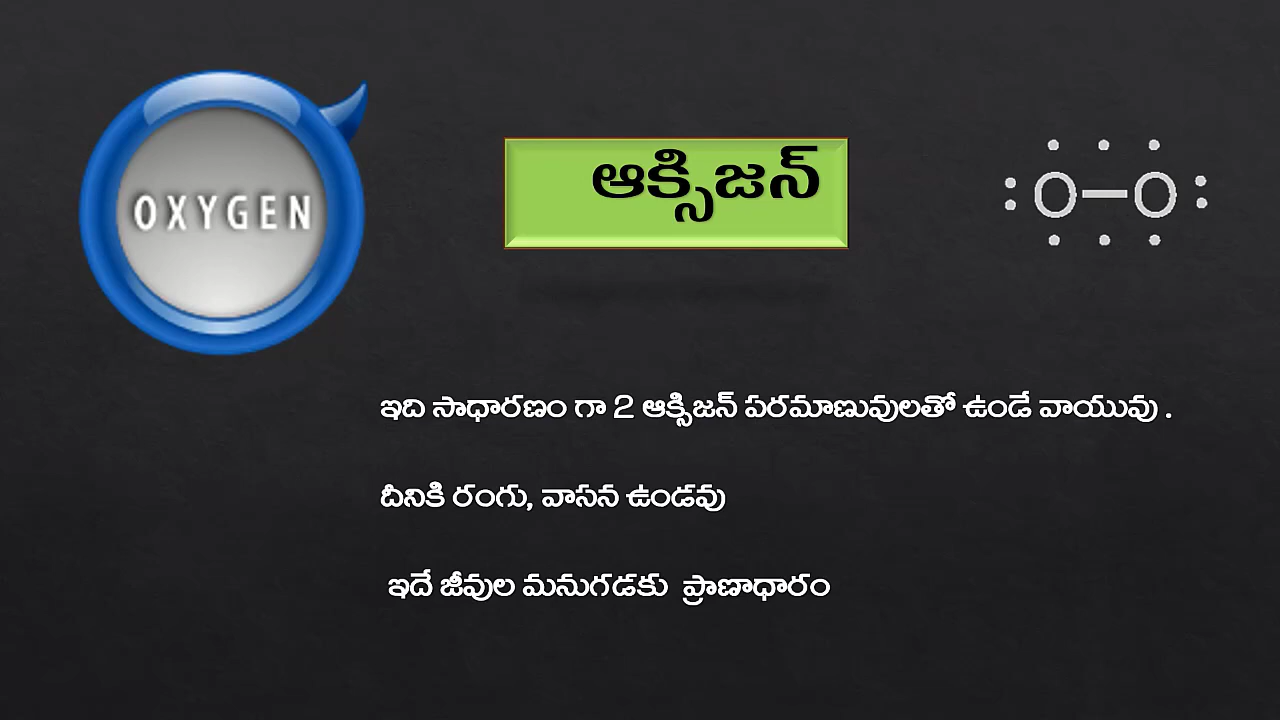 OXYGEN
ఆక్సిజన్
O–O
ఇది సాధారణం గా 2 ఆక్సిజన్ పరమాణువులతో ఉండే వాయువు .
దీనికి రంగు, వాసన ఉండవు
ఇదే జీవుల మనుగడకు ప్రాణాధారం